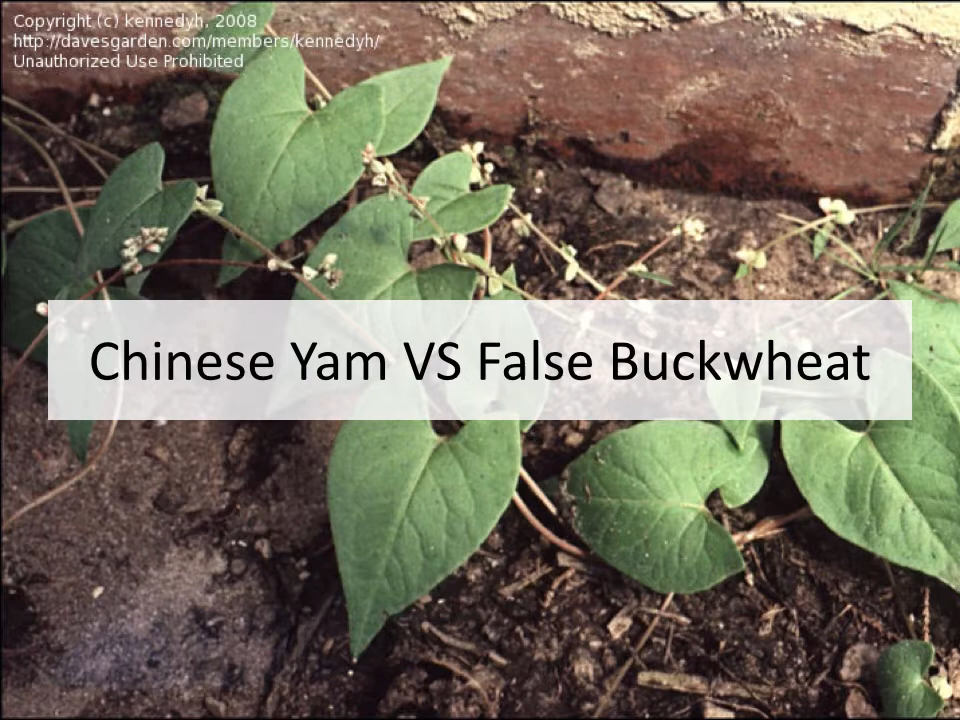 Copyright (c) kennedyh, 2008
http://davesgarden.com/members/kennedyh/
Unauthorized Use Prohibited
Chinese Yam VS False Buckwheat